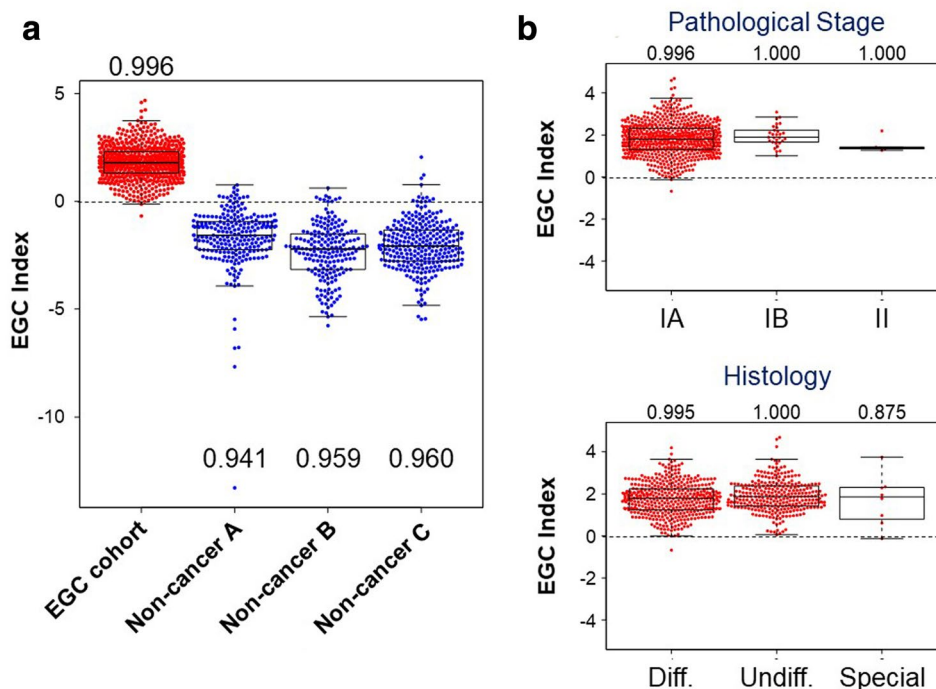 a
0.996
5
0
-5
-10
EGC Index
0.941 0.959 0.960
EGC cohort
Non-cancer A
Non-cancer B
Non-cancer C
b
Pathological Stage
0.996 1.000 1.000
4
2
0
-2
-4
EGC Index
IA IB II
Histology
0.995 1.000 0.875
4
2
0
-2
-4
EGC Index
Diff. Undiff. Special